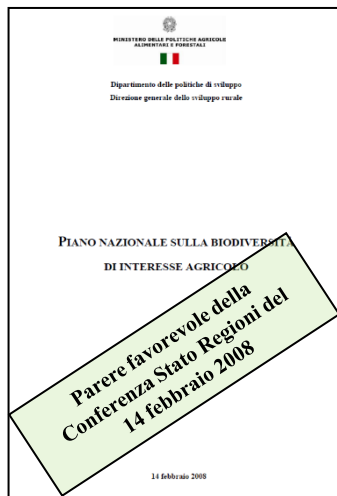 MINISTERO DELLE POLITICHE AGRICOLE
ALIMENTARI E FORESTALI
Dipartimento delle politiche di sviluppo
Direzione generale dello sviluppo rurale
PIANO NAZIONALE SULLA BIODIVERSITÀ
DI INTERESSE AGRICOLO
Parere favorevole della
Conferenza Stato Regioni del
14 febbraio 2008
14 febbraio 2008